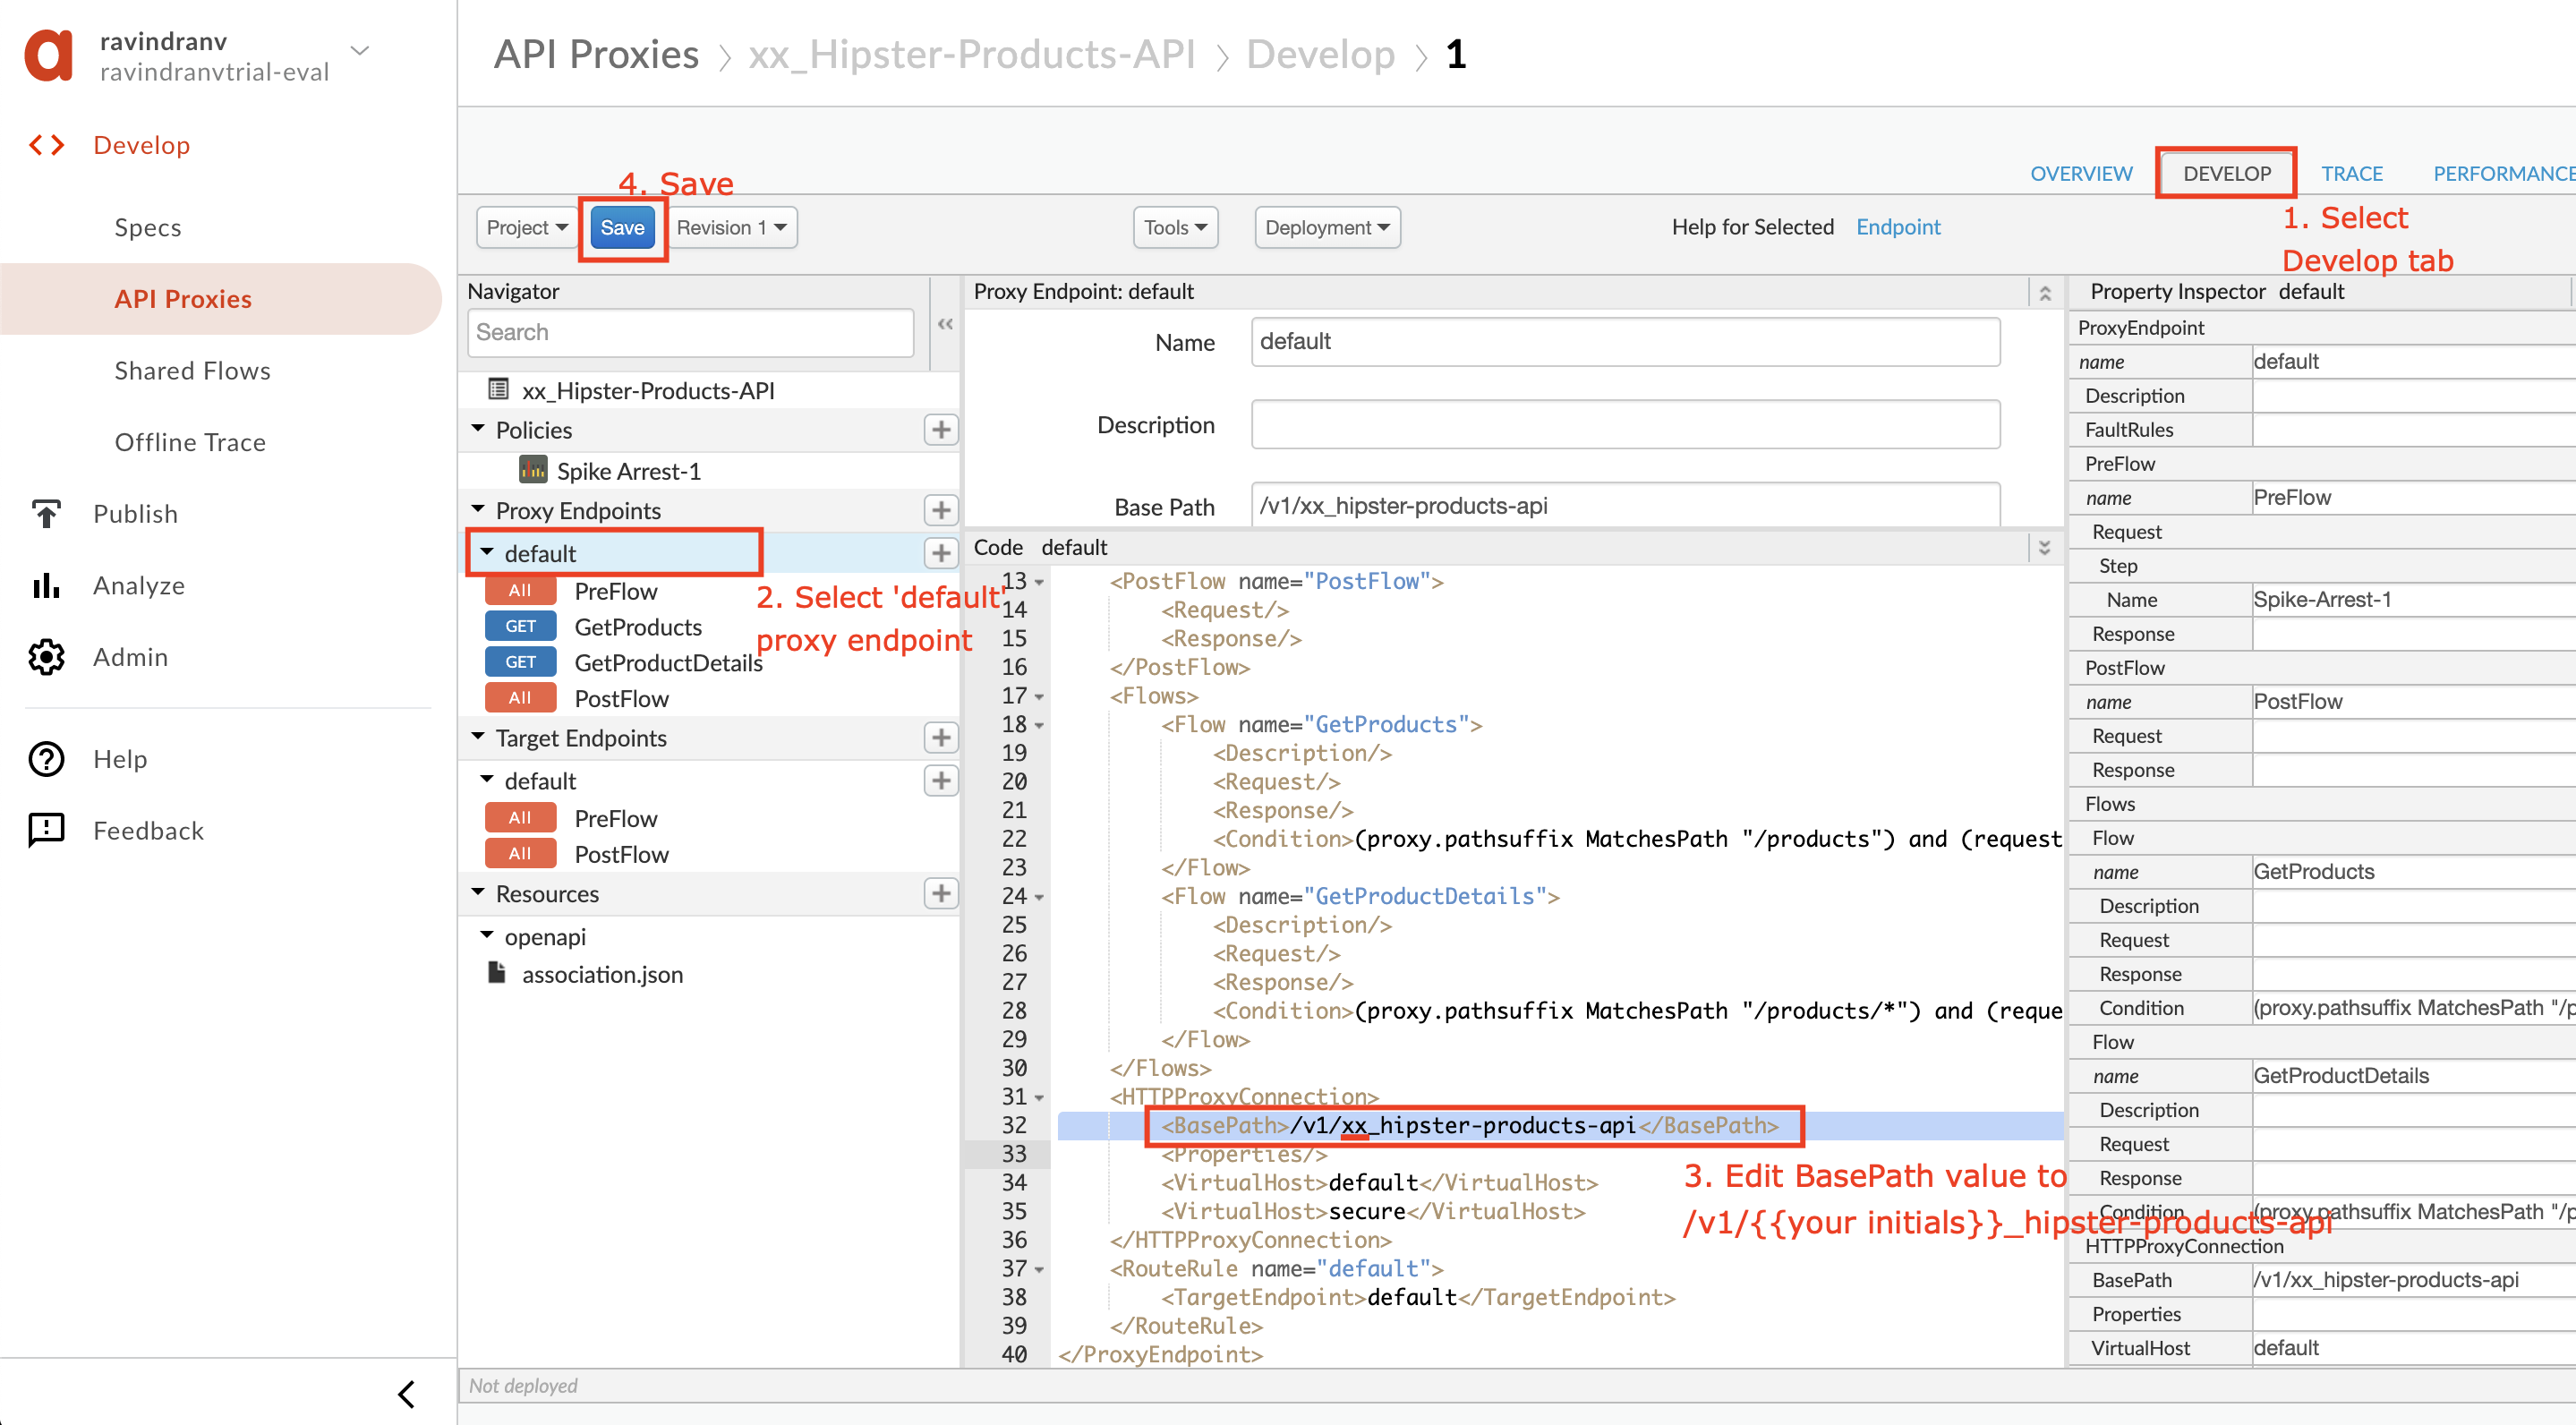 ravindranv
ravindranvtrial-eval
Develop
Specs
API Proxies
Shared Flows
Offline Trace
Publish
Analyze
Admin
Help
Feedback
API Proxies > xx_Hipster-Products-API > Develop > 1
OVERVIEW DEVELOP TRACE PERFORMANCE
1. Select
Develop tab
4. Save
Project Save Revision 1 Tools Deployment Help for Selected Endpoint
Navigator
Search
xx_Hipster-Products-API
Policies
Spike Arrest-1
Proxy Endpoints
default
All PreFlow
GET GetProducts
GET GetProductDetails
All PostFlow
2. Select 'default'
proxy endpoint
Target Endpoints
default
All PreFlow
All PostFlow
Resources
openapi
association.json
Proxy Endpoint: default
Name default
Description
Base Path /v1/xx_hipster-products-api
Code default
13 <PostFlow name="PostFlow">
14 <Request/>
15 <Response/>
16 </PostFlow>
17 <Flows>
18 <Flow name="GetProducts">
19 <Description/>
20 <Request/>
21 <Response/>
22 <Condition>(proxy.pathsuffix MatchesPath "/products") and (request
23 </Flow>
24 <Flow name="GetProductDetails">
25 <Description/>
26 <Request/>
27 <Response/>
28 <Condition>(proxy.pathsuffix MatchesPath "/products/*") and (reque
29 </Flow>
30 </Flows>
31 <HTTPProxyConnection>
32 <BasePath>/v1/xx_hipster-products-api</BasePath>
33 <Properties/>
34 <VirtualHost>default</VirtualHost>
35 <VirtualHost>secure</VirtualHost>
36 </HTTPProxyConnection>
37 <RouteRule name="default">
38 <TargetEndpoint>default</TargetEndpoint>
39 </RouteRule>
40 </ProxyEndpoint>
3. Edit BasePath value to
/v1/{{your initials}}_hipster-products-api
Property Inspector default
ProxyEndpoint
name default
Description
FaultRules
PreFlow
name PreFlow
Request
Step
Name Spike-Arrest-1
Response
PostFlow
name PostFlow
Request
Response
Flows
Flow
name GetProducts
Description
Request
Response
Condition (proxy.pathsuffix MatchesPath "/p
Flow
name GetProductDetails
Description
Request
Response
Condition (proxy.pathsuffix MatchesPath "/p
HTTPProxyConnection
BasePath /v1/xx_hipster-products-api
Properties
VirtualHost default
Not deployed